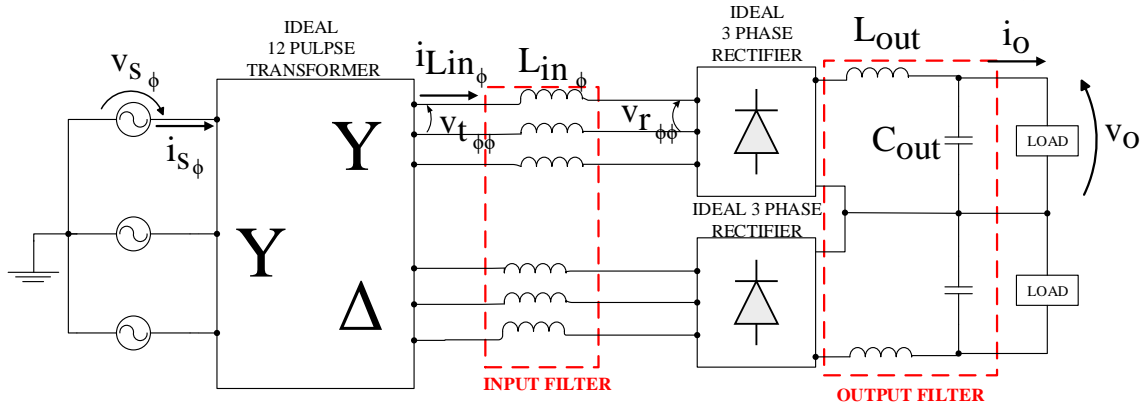 IDEAL
12 PULPSE
TRANSFORMER
IDEAL
3 PHASE
RECTIFIER
vsϕ
iLinϕ
Linϕ
Lout
io
isϕ
Y
vtϕϕ
vrϕϕ
Cout
LOAD
vo
IDEAL 3 PHASE
RECTIFIER
Y
Δ
LOAD
INPUT FILTER
OUTPUT FILTER